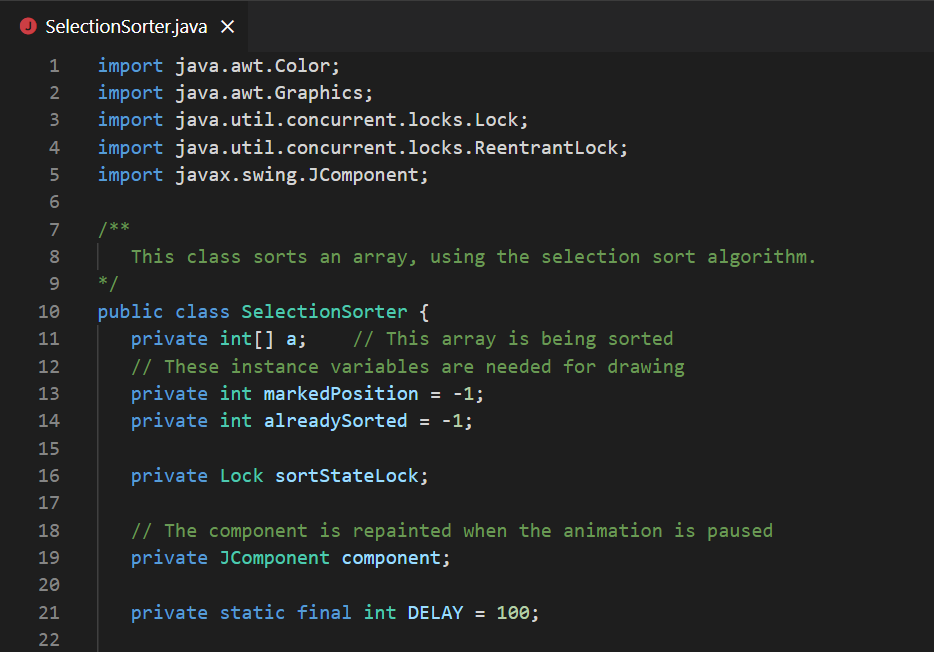 J SelectionSorter.java ×
1 import java.awt.Color;
2 import java.awt.Graphics;
3 import java.util.concurrent.locks.Lock;
4 import java.util.concurrent.locks.ReentrantLock;
5 import javax.swing.JComponent;
6
7 /**
8    This class sorts an array, using the selection sort algorithm.
9 */
10 public class SelectionSorter {
11    private int[] a;    // This array is being sorted
12    // These instance variables are needed for drawing
13    private int markedPosition = -1;
14    private int alreadySorted = -1;
15
16    private Lock sortStateLock;
17
18    // The component is repainted when the animation is paused
19    private JComponent component;
20
21    private static final int DELAY = 100;
22